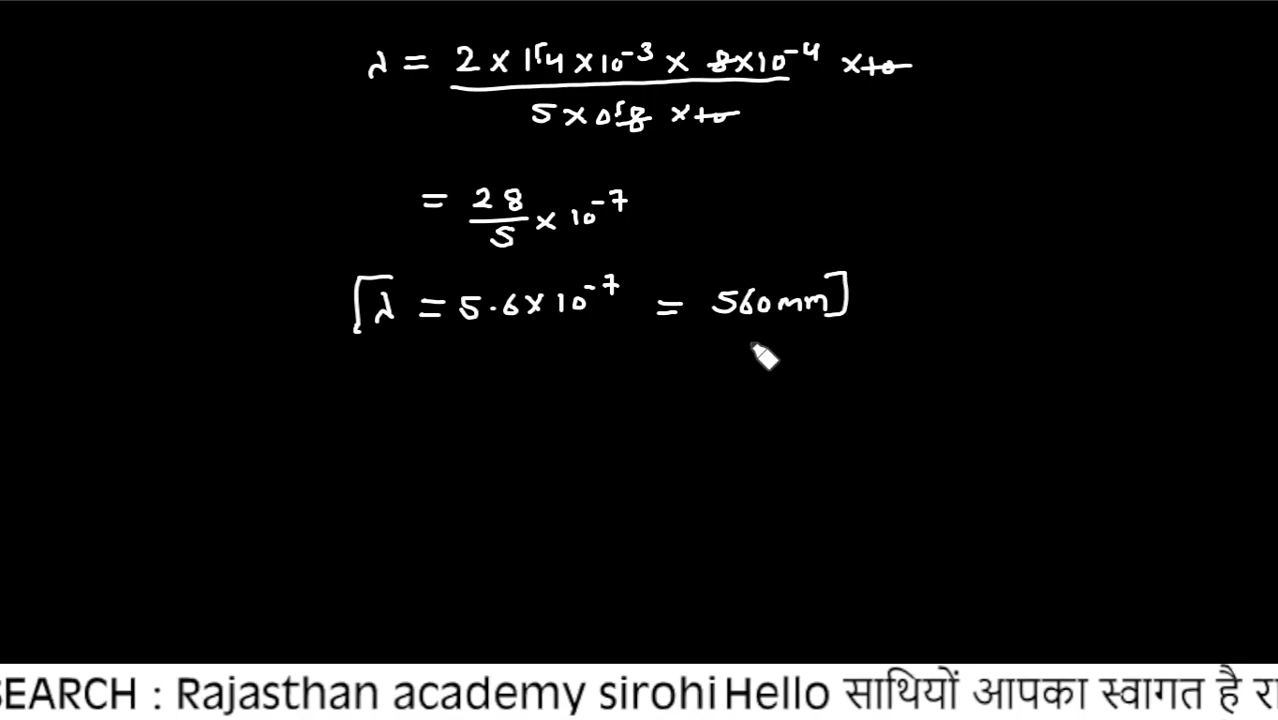 λ = 2 × 1.4 × 10⁻³ × 8 × 10⁻⁴ × 10
5 × 0.8 × 10
= 28/5 × 10⁻⁷
[λ = 5.6 × 10⁻⁷ = 560 nm]
SEARCH : Rajasthan academy sirohi Hello साथियों आपका स्वागत है रा